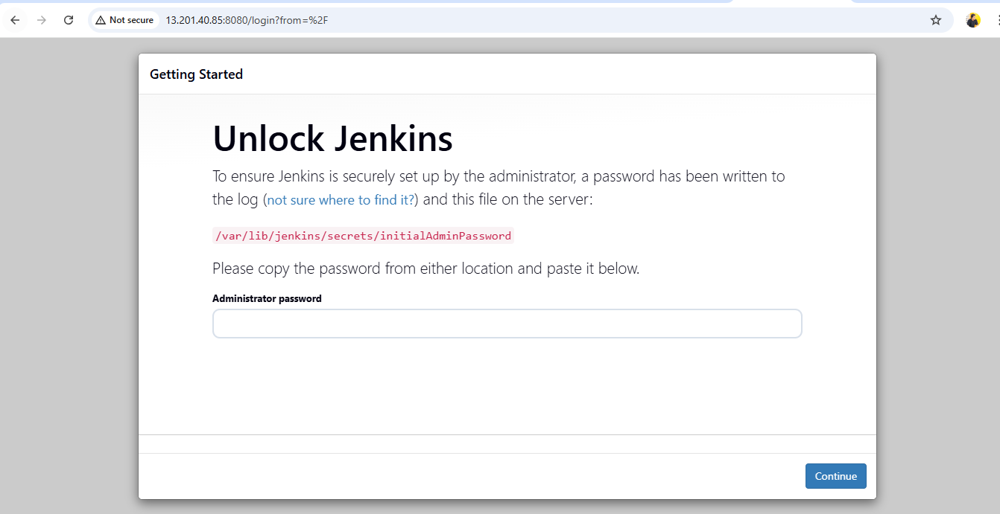 Not secure 13.201.40.85:8080/login?from=%2F
Getting Started
Unlock Jenkins
To ensure Jenkins is securely set up by the administrator, a password has been written to
the log (not sure where to find it?) and this file on the server:
/var/lib/jenkins/secrets/initialAdminPassword
Please copy the password from either location and paste it below.
Administrator password
Continue